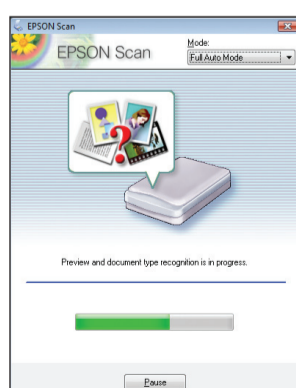 EPSON Scan
EPSON Scan
Mode:
Full Auto Mode
Preview and document type recognition is in progress.
Pause